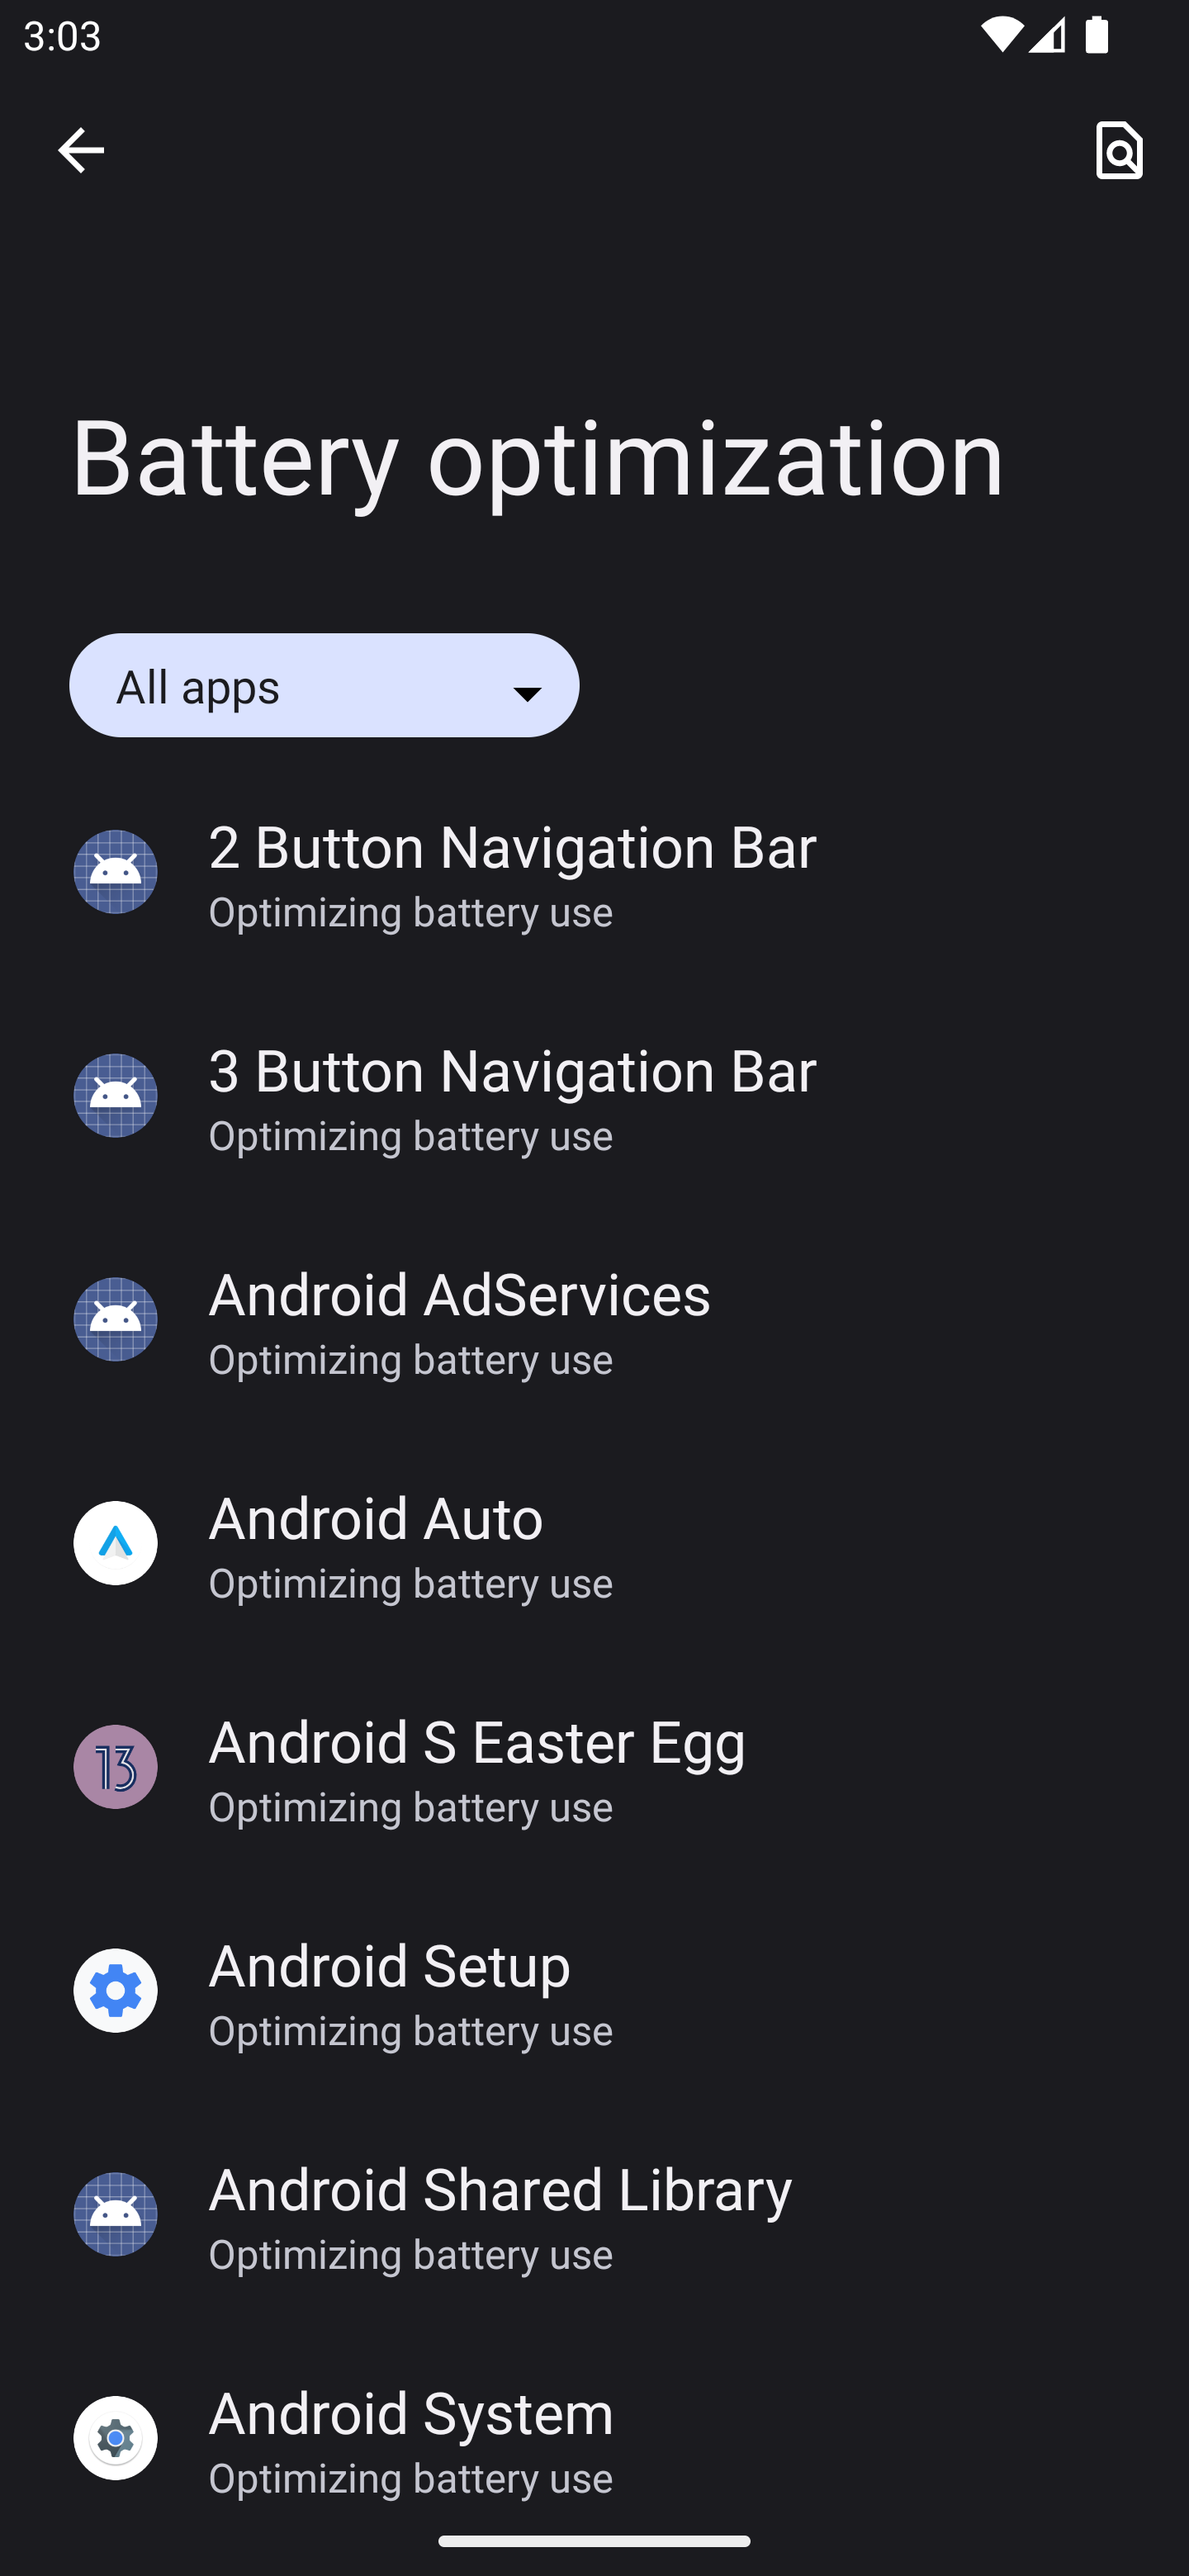 3:03
Battery optimization
All apps
2 Button Navigation Bar
Optimizing battery use
3 Button Navigation Bar
Optimizing battery use
Android AdServices
Optimizing battery use
Android Auto
Optimizing battery use
13
Android S Easter Egg
Optimizing battery use
Android Setup
Optimizing battery use
Android Shared Library
Optimizing battery use
Android System
Optimizing battery use